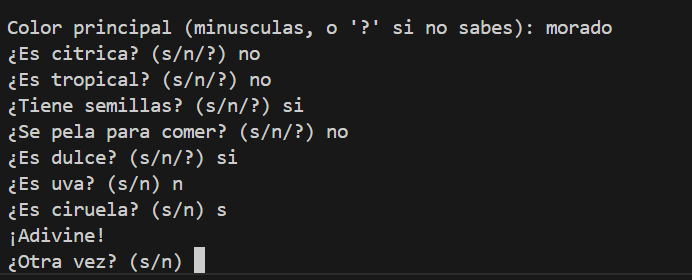 Color principal (minusculas, o '?' si no sabes): morado
¿Es citrica? (s/n/?) no
¿Es tropical? (s/n/?) no
¿Tiene semillas? (s/n/?) si
¿Se pela para comer? (s/n/?) no
¿Es dulce? (s/n/?) si
¿Es uva? (s/n) n
¿Es ciruela? (s/n) s
¡Adivine!
¿Otra vez? (s/n)